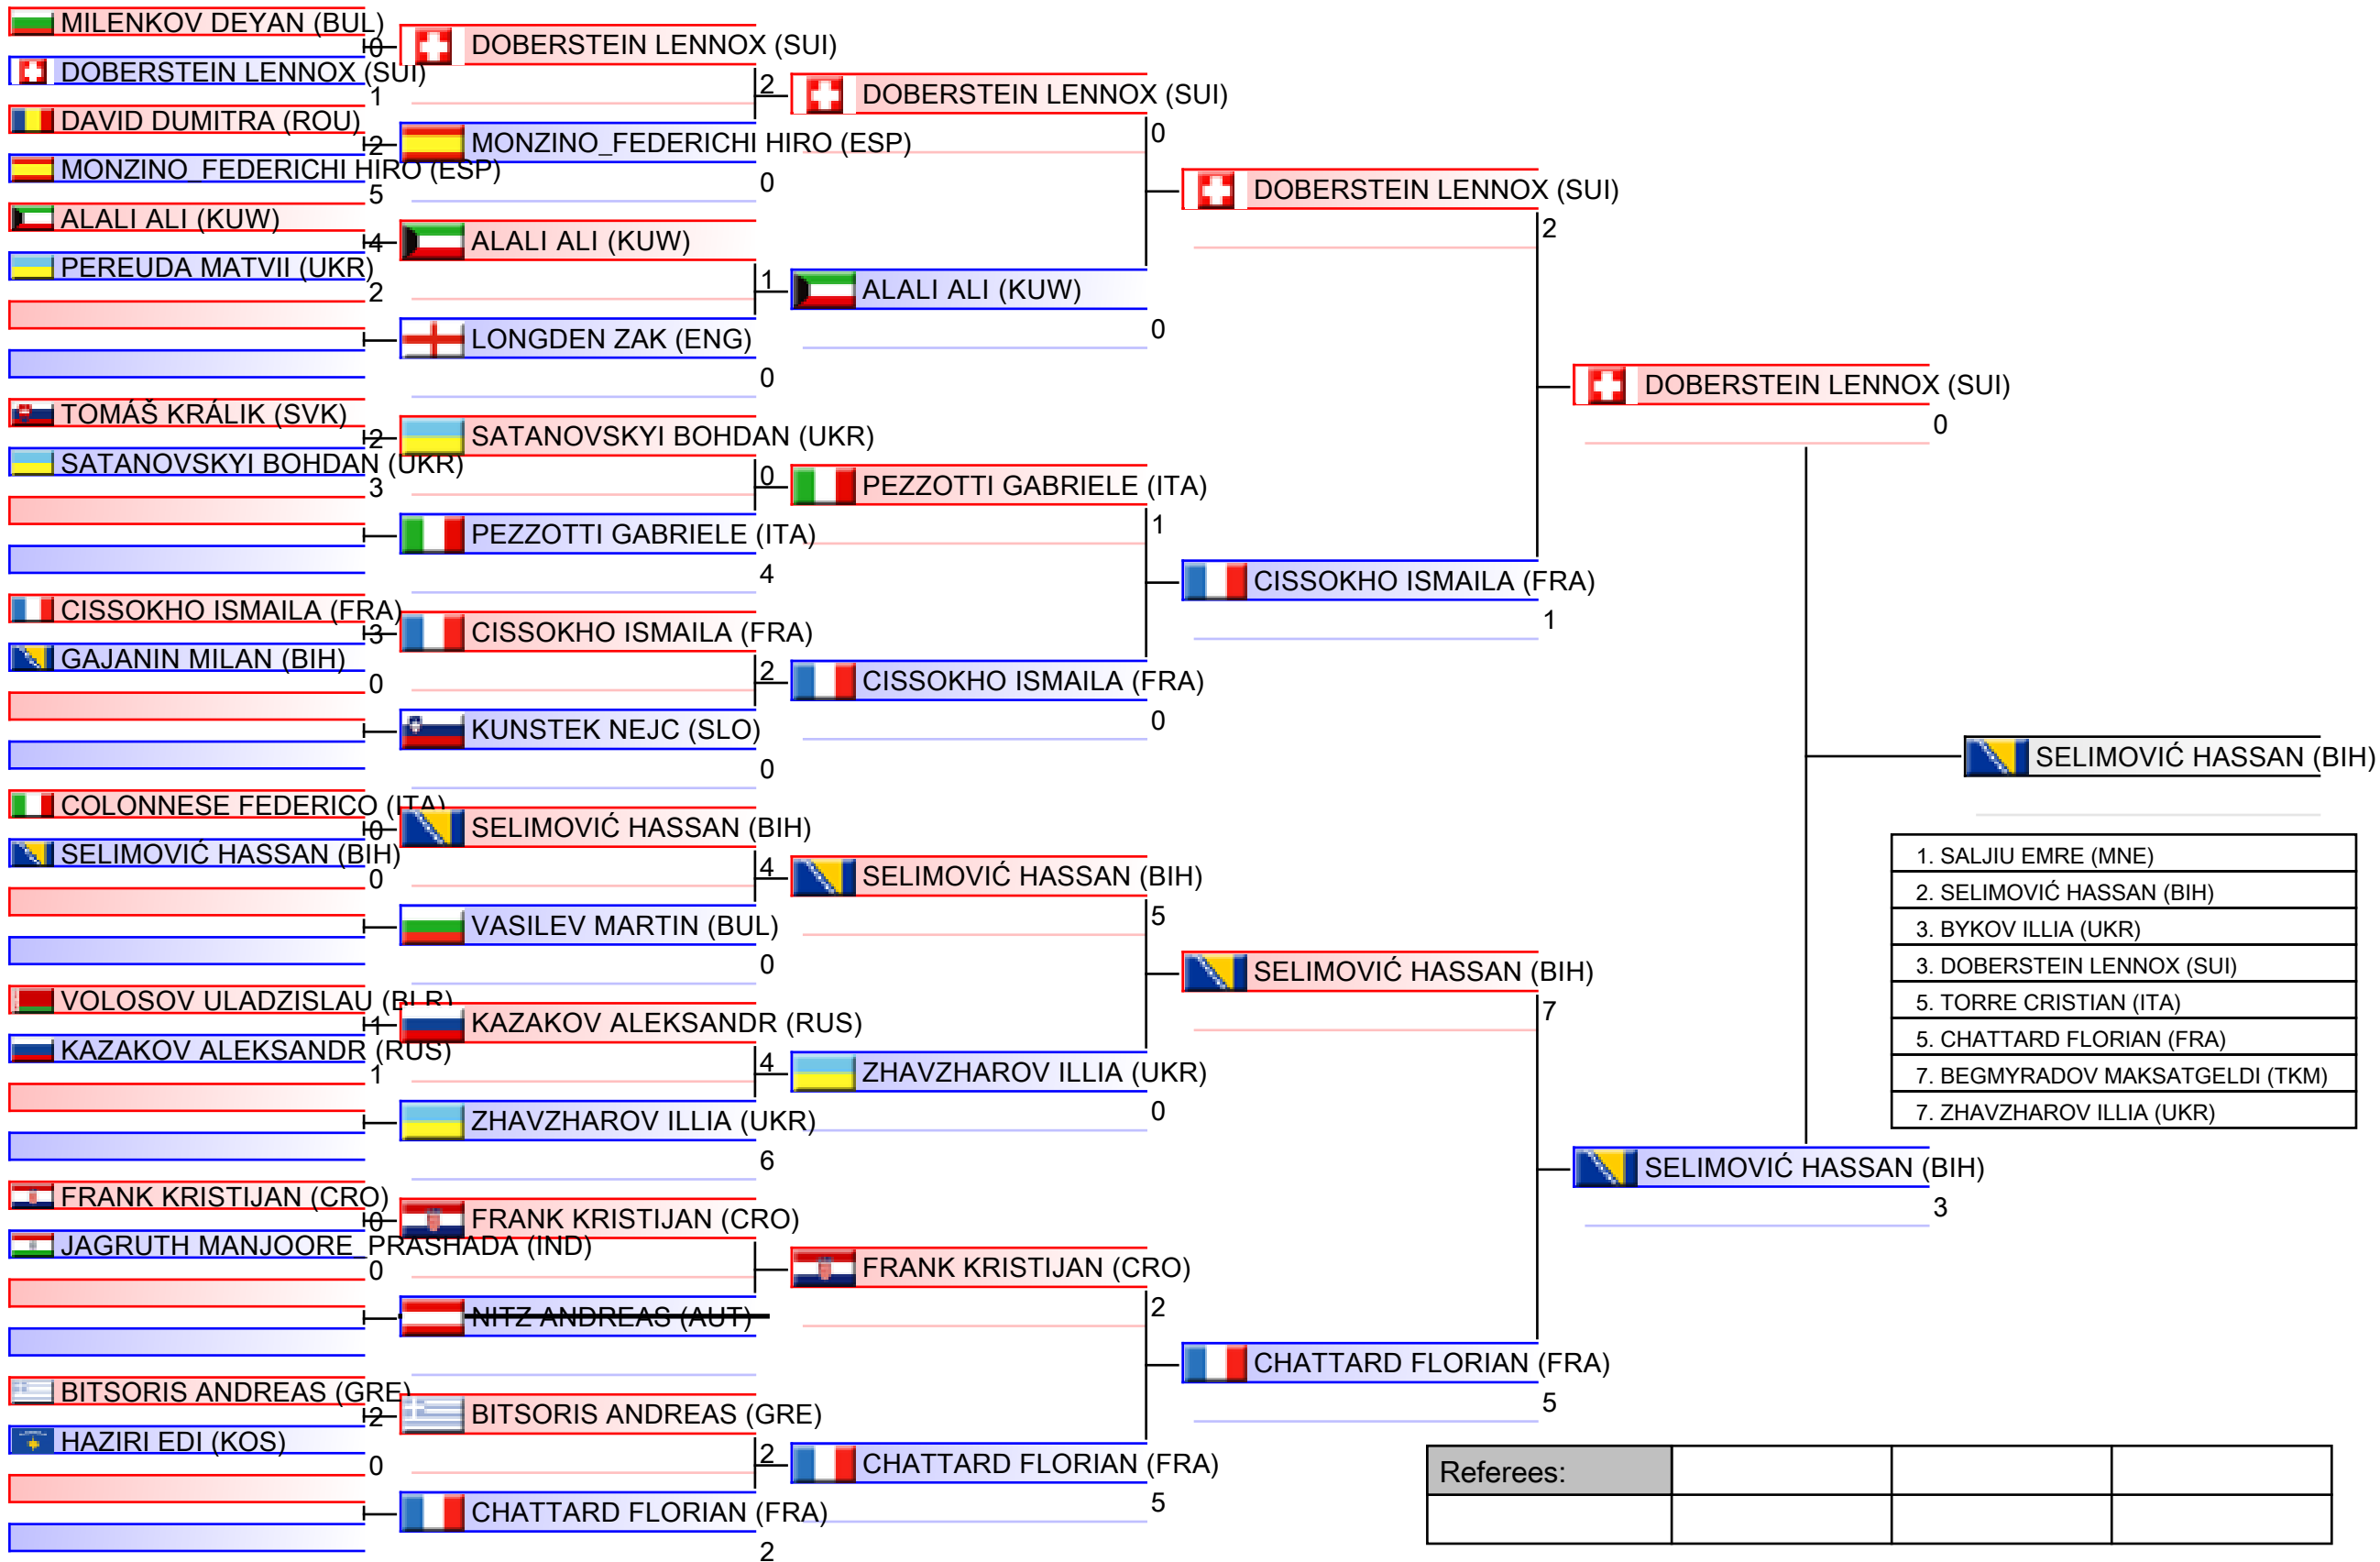 MILENKOV DEYAN (BUL)
0
DOBERSTEIN LENNOX (SUI)
1
DAVID DUMITRA (ROU)
2
MONZINO_FEDERICHI HIRO (ESP)
5
ALALI ALI (KUW)
4
PEREUDA MATVII (UKR)
2
TOMÁŠ KRÁLIK (SVK)
2
SATANOVSKYI BOHDAN (UKR)
3
CISSOKHO ISMAILA (FRA)
3
GAJANIN MILAN (BIH)
0
COLONNESE FEDERICO (ITA)
0
SELIMOVIĆ HASSAN (BIH)
0
VOLOSOV ULADZISLAU (BLR)
1
KAZAKOV ALEKSANDR (RUS)
1
FRANK KRISTIJAN (CRO)
0
JAGRUTH MANJOORE_PRASHADA (IND)
0
BITSORIS ANDREAS (GRE)
2
HAZIRI EDI (KOS)
0
DOBERSTEIN LENNOX (SUI)
2
MONZINO_FEDERICHI HIRO (ESP)
0
ALALI ALI (KUW)
1
LONGDEN ZAK (ENG)
0
SATANOVSKYI BOHDAN (UKR)
0
PEZZOTTI GABRIELE (ITA)
4
CISSOKHO ISMAILA (FRA)
2
KUNSTEK NEJC (SLO)
0
SELIMOVIĆ HASSAN (BIH)
4
VASILEV MARTIN (BUL)
0
KAZAKOV ALEKSANDR (RUS)
4
ZHAVZHAROV ILLIA (UKR)
6
FRANK KRISTIJAN (CRO)
NITZ ANDREAS (AUT)
BITSORIS ANDREAS (GRE)
2
CHATTARD FLORIAN (FRA)
2
DOBERSTEIN LENNOX (SUI)
0
ALALI ALI (KUW)
0
PEZZOTTI GABRIELE (ITA)
1
CISSOKHO ISMAILA (FRA)
0
SELIMOVIĆ HASSAN (BIH)
5
ZHAVZHAROV ILLIA (UKR)
0
FRANK KRISTIJAN (CRO)
2
CHATTARD FLORIAN (FRA)
5
DOBERSTEIN LENNOX (SUI)
2
CISSOKHO ISMAILA (FRA)
1
SELIMOVIĆ HASSAN (BIH)
7
CHATTARD FLORIAN (FRA)
5
DOBERSTEIN LENNOX (SUI)
0
SELIMOVIĆ HASSAN (BIH)
3
SELIMOVIĆ HASSAN (BIH)
1. SALJIU EMRE (MNE)
2. SELIMOVIĆ HASSAN (BIH)
3. BYKOV ILLIA (UKR)
3. DOBERSTEIN LENNOX (SUI)
5. TORRE CRISTIAN (ITA)
5. CHATTARD FLORIAN (FRA)
7. BEGMYRADOV MAKSATGELDI (TKM)
7. ZHAVZHAROV ILLIA (UKR)
Referees: